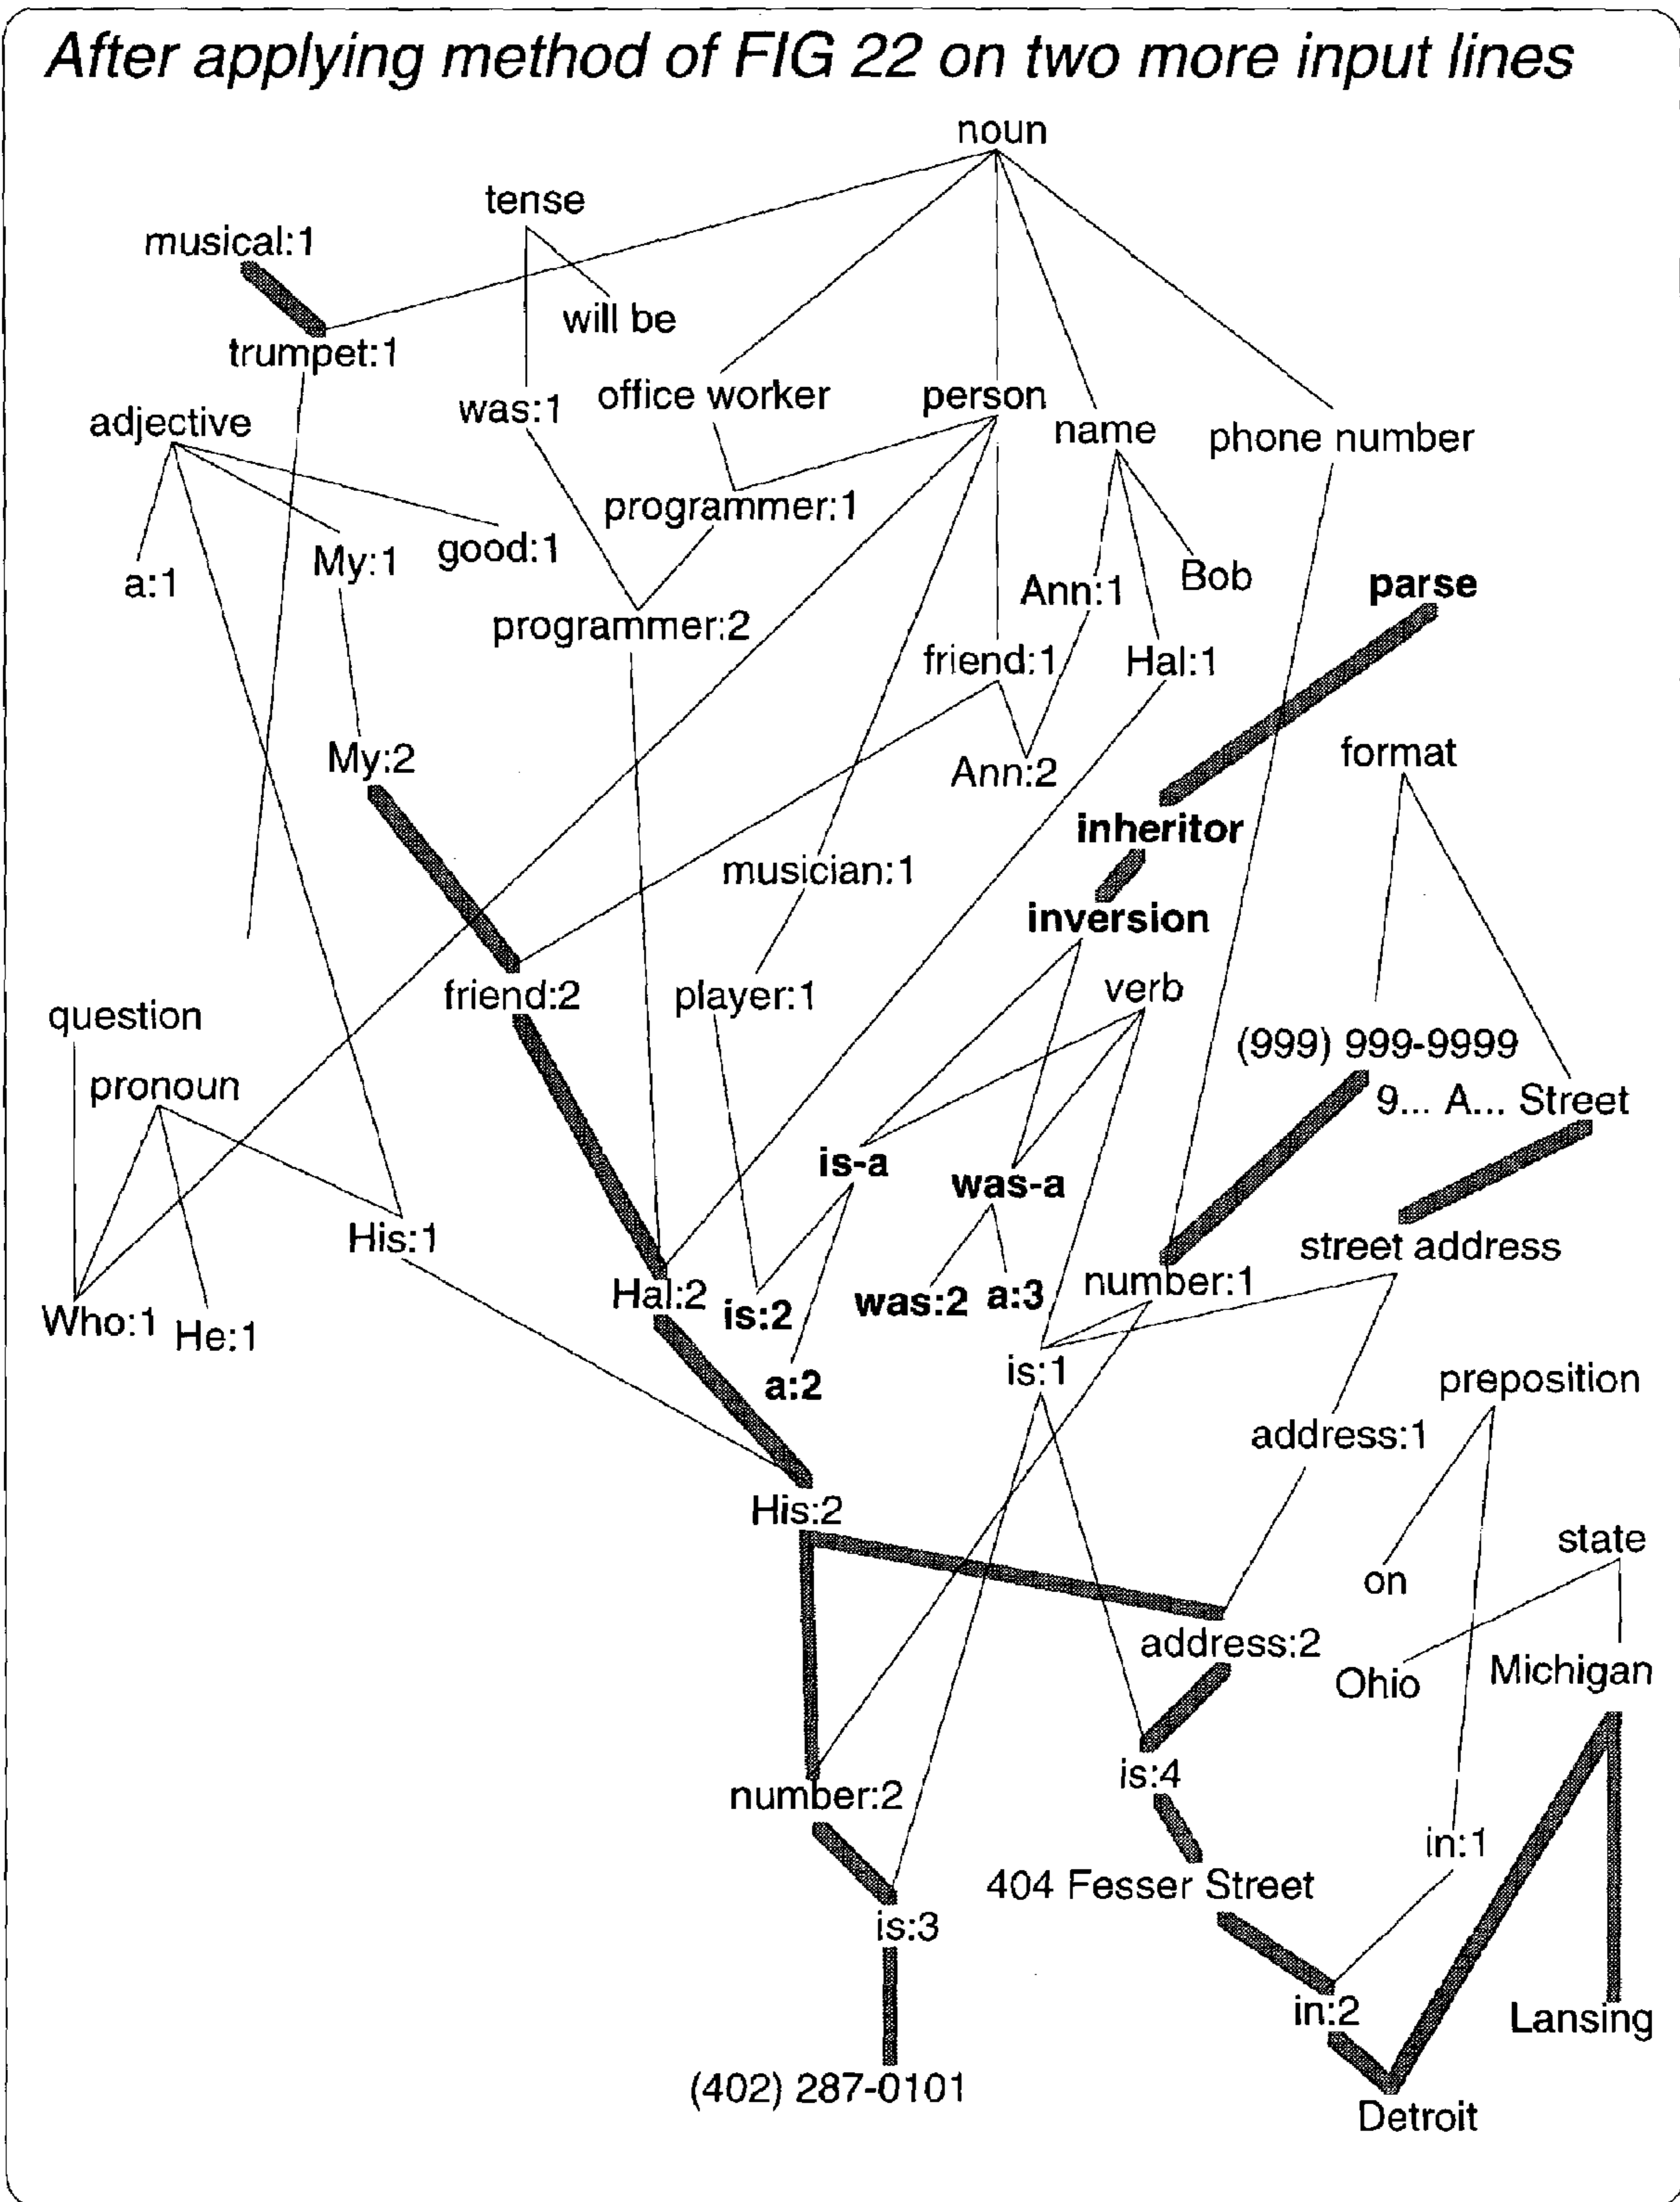 After applying method of FIG 22 on two more input lines
noun
tense
musical:1
will be
trumpet:1
office worker
person
was:1
adjective
name
phone number
programmer:1
good:1
My:1
a:1
Bob
parse
Ann:1
programmer:2
friend:1
Hal:1
format
My:2
Ann:2
inheritor
musician:1
inversion
verb
friend:2
player:1
question
(999) 999-9999
pronoun
9... A... Street
is-a
was-a
His:1
street address
number:1
Hal:2
was:2
a:3
is:2
Who:1
He:1
is:1
a:2
preposition
address:1
His:2
state
on
address:2
Ohio
Michigan
is:4
number:2
in:1
404 Fesser Street
is:3
in:2
Lansing
(402) 287-0101
Detroit